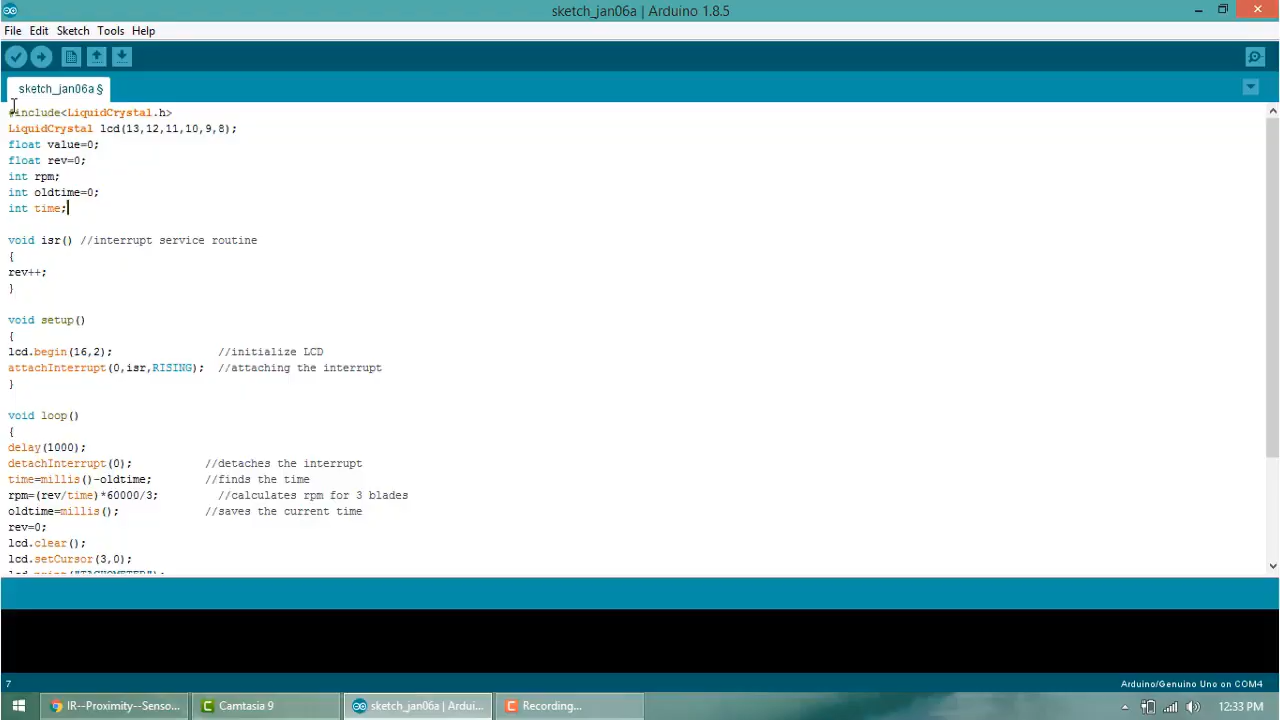 sketch_jan06a | Arduino 1.8.5
File Edit Sketch Tools Help
sketch_jan06a §
#include<LiquidCrystal.h>
LiquidCrystal lcd(13,12,11,10,9,8);
float value=0;
float rev=0;
int rpm;
int oldtime=0;
int time;
void isr() //interrupt service routine
{
rev++;
}
void setup()
{
lcd.begin(16,2); //initialize LCD
attachInterrupt(0,isr,RISING); //attaching the interrupt
}
void loop()
{
delay(1000);
detachInterrupt(0); //detaches the interrupt
time=millis()-oldtime; //finds the time
rpm=(rev/time)*60000/3; //calculates rpm for 3 blades
oldtime=millis(); //saves the current time
rev=0;
lcd.clear();
lcd.setCursor(3,0);
lcd.print("TACHOMETER");
7 Arduino/Genuino Uno on COM4
IR--Proximity--Senso... Camtasia 9 sketch_jan06a | Ardui... Recording... 12:33 PM